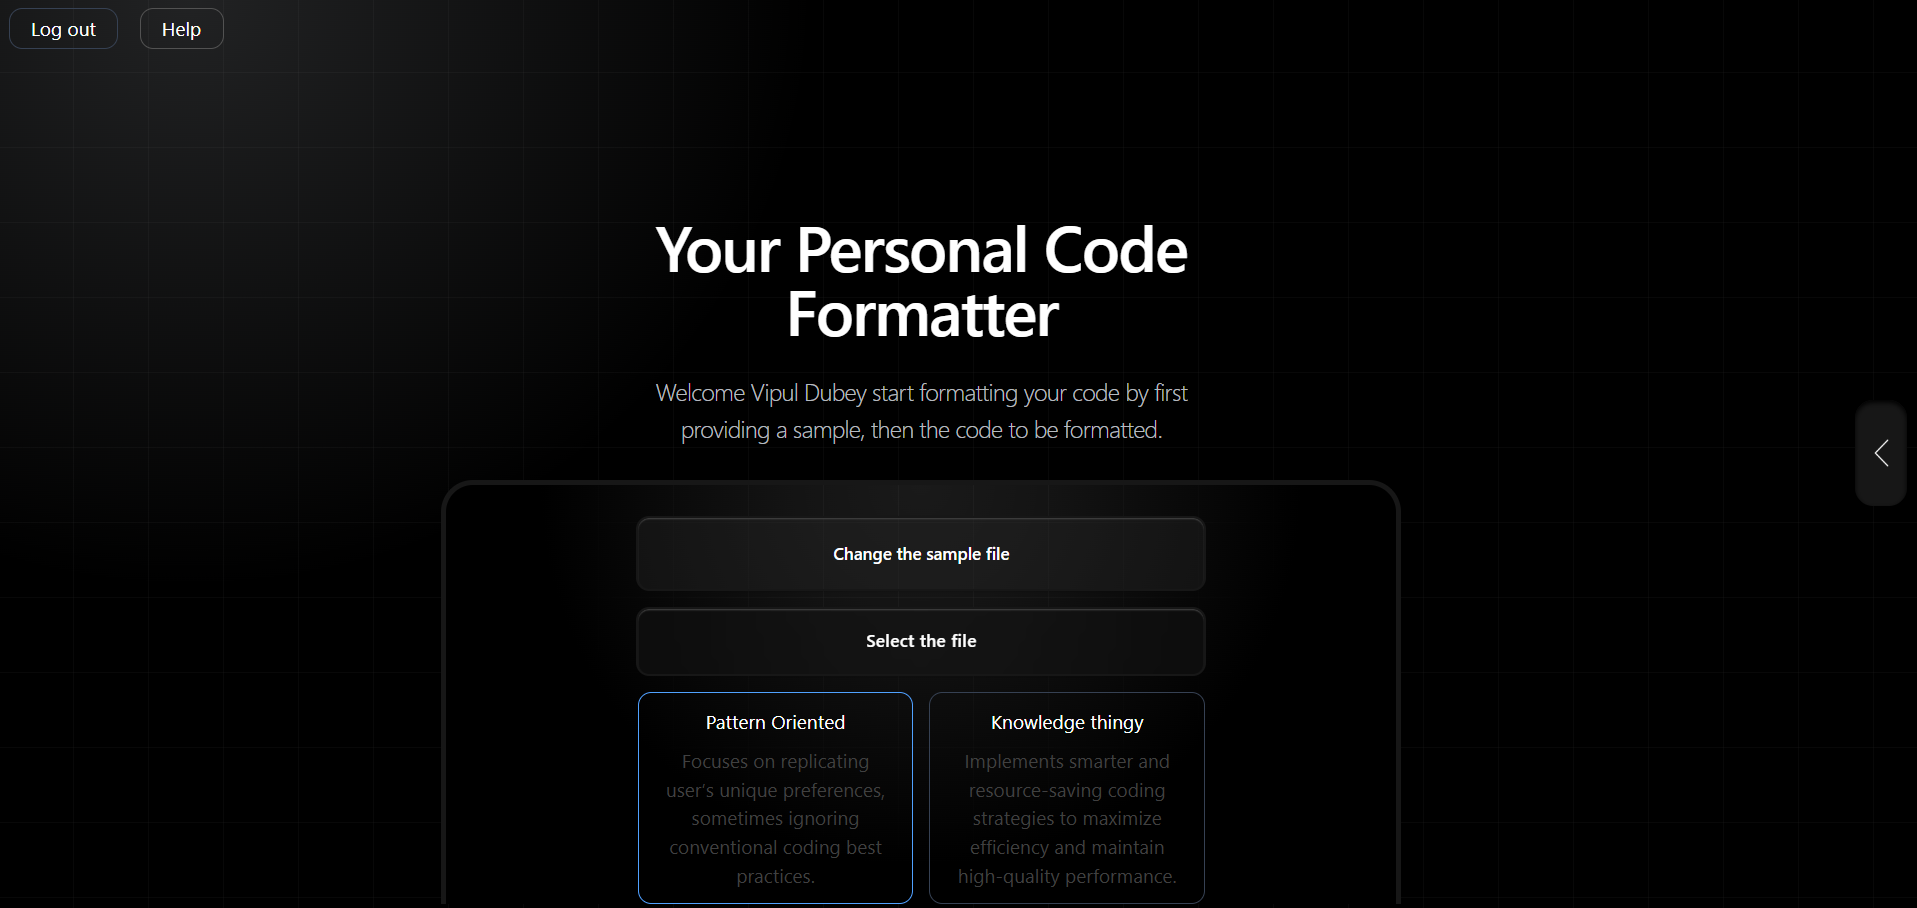 Log out
Help
Your Personal Code
Formatter
Welcome Vipul Dubey start formatting your code by first
providing a sample, then the code to be formatted.
Change the sample file
Select the file
Pattern Oriented
Focuses on replicating
user's unique preferences,
sometimes ignoring
conventional coding best
practices.
Knowledge thingy
Implements smarter and
resource-saving coding
strategies to maximize
efficiency and maintain
high-quality performance.